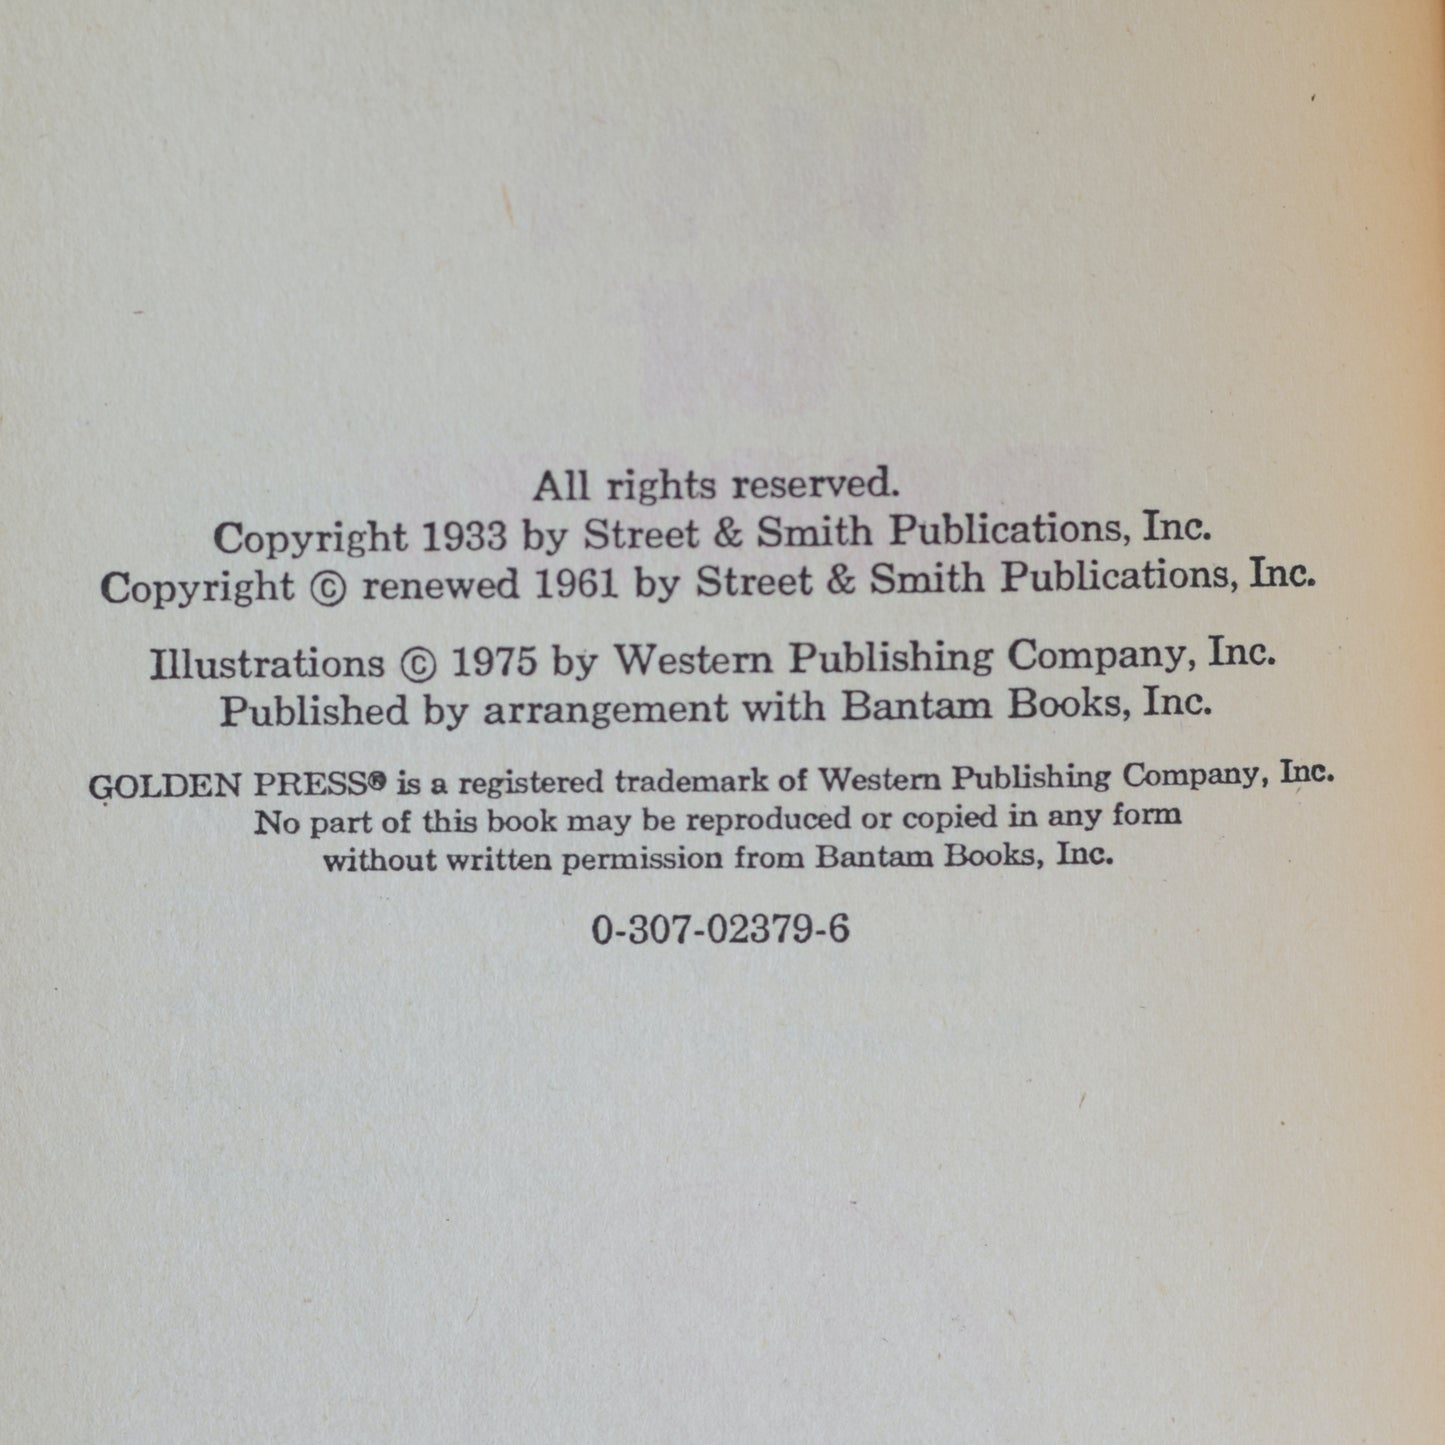 All rights reserved.
Copyright 1933 by Street & Smith Publications, Inc.
Copyright © renewed 1961 by Street & Smith Publications, Inc.
Illustrations © 1975 by Western Publishing Company, Inc.
Published by arrangement with Bantam Books, Inc.
GOLDEN PRESS® is a registered trademark of Western Publishing Company, Inc.
No part of this book may be reproduced or copied in any form
without written permission from Bantam Books, Inc.
0-307-02379-6